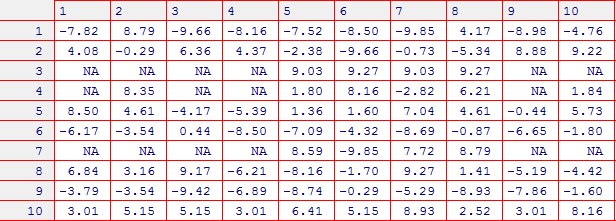 1 2 3 4 5 6 7 8 9 10
1 −7.82 8.79 −9.66 −8.16 −7.52 −8.50 −9.85 4.17 −8.98 −4.76
2 4.08 −0.29 6.36 4.37 −2.38 −9.66 −0.73 −5.34 8.88 9.22
3 NA NA NA NA 9.03 9.27 9.03 9.27 NA NA
4 NA 8.35 NA NA 1.80 8.16 −2.82 6.21 NA 1.84
5 8.50 4.61 −4.17 −5.39 1.36 1.60 7.04 4.61 −0.44 5.73
6 −6.17 −3.54 0.44 −8.50 −7.09 −4.32 −8.69 −0.87 −6.65 −1.80
7 NA NA NA NA 8.59 −9.85 7.72 8.79 NA NA
8 6.84 3.16 9.17 −6.21 −8.16 −1.70 9.27 1.41 −5.19 −4.42
9 −3.79 −3.54 −9.42 −6.89 −8.74 −0.29 −5.29 −8.93 −7.86 −1.60
10 3.01 5.15 5.15 3.01 6.41 5.15 8.93 2.52 3.01 8.16